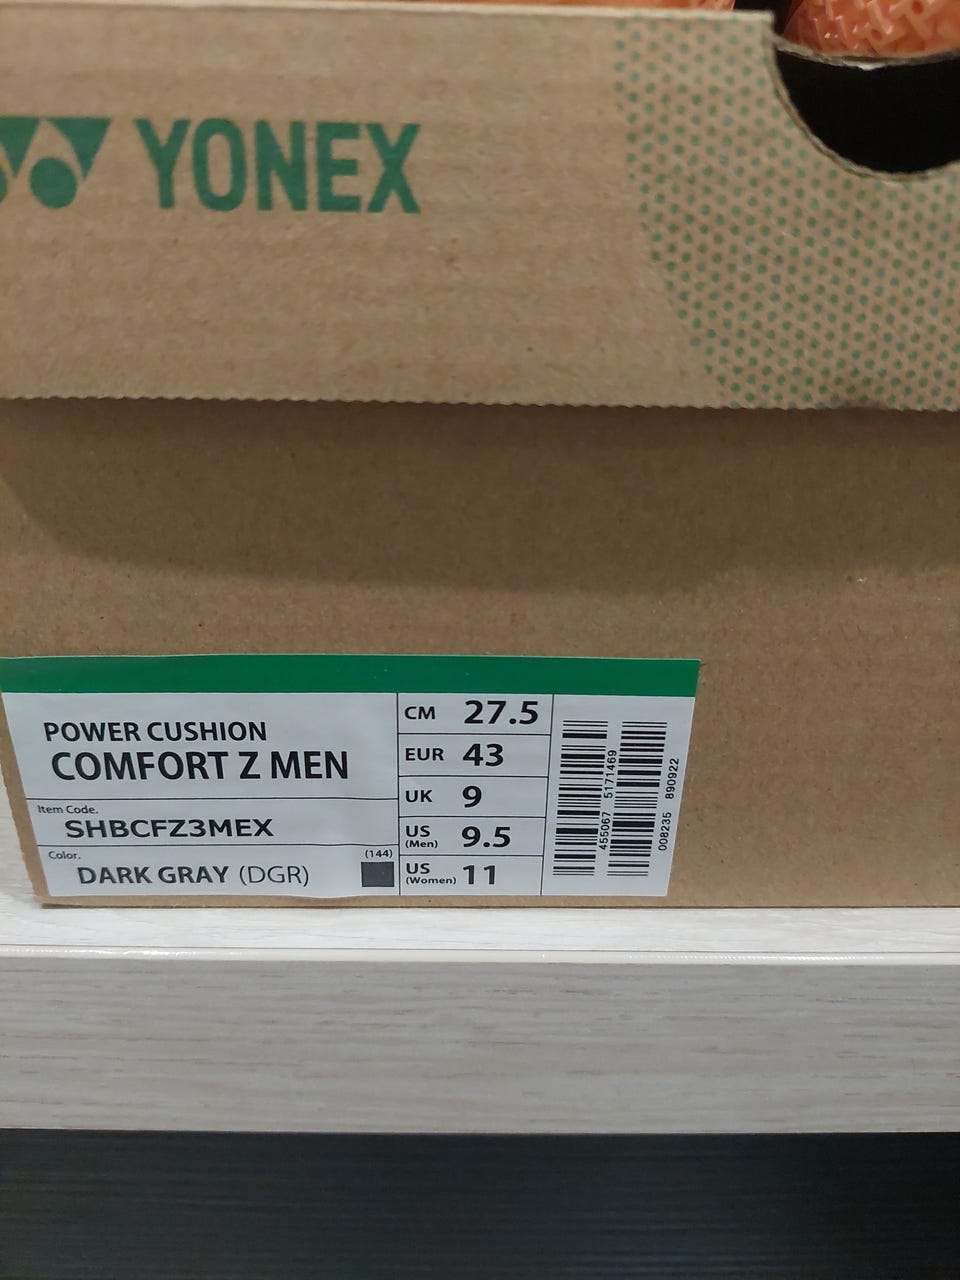 YONEX
POWER CUSHION
COMFORT Z MEN
Item Code.
SHBCFZ3MEX
Color.
(144)
DARK GRAY (DGR)
CM 27.5
EUR 43
UK 9
US (Men) 9.5
US (Women) 11
455067 5171469
008235 890922